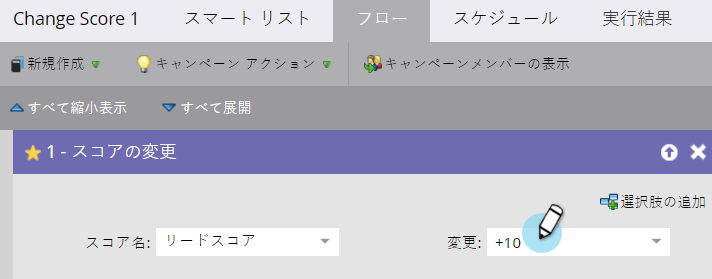 Change Score 1 スマート リスト フロー スケジュール 実行結果
新規作成 キャンペーン アクション キャンペーンメンバーの表示
すべて縮小表示 すべて展開
1 - スコアの変更
選択肢の追加
スコア名: リードスコア 変更: +10